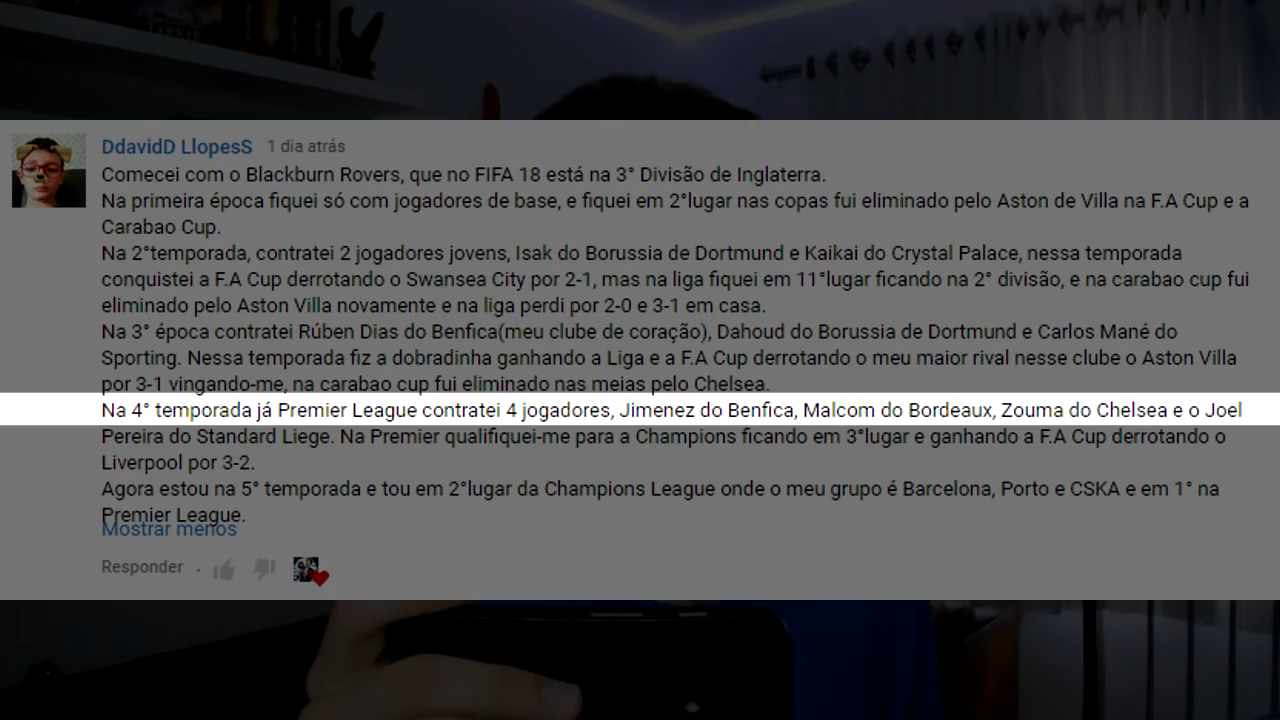 DdavidD LlopesS 1 dia atrás
Comecei com o Blackburn Rovers, que no FIFA 18 está na 3° Divisão de Inglaterra.
Na primeira época fiquei só com jogadores de base, e fiquei em 2°lugar nas copas fui eliminado pelo Aston de Villa na F.A Cup e a
Carabao Cup.
Na 2°temporada, contratei 2 jogadores jovens, Isak do Borussia de Dortmund e Kaikai do Crystal Palace, nessa temporada
conquistei a F.A Cup derrotando o Swansea City por 2-1, mas na liga fiquei em 11°lugar ficando na 2° divisão, e na carabao cup fui
eliminado pelo Aston Villa novamente e na liga perdi por 2-0 e 3-1 em casa.
Na 3° época contratei Rúben Dias do Benfica(meu clube de coração), Dahoud do Borussia de Dortmund e Carlos Mané do
Sporting. Nessa temporada fiz a dobradinha ganhando a Liga e a F.A Cup derrotando o meu maior rival nesse clube o Aston Villa
por 3-1 vingando-me, na carabao cup fui eliminado nas meias pelo Chelsea.
Na 4° temporada já Premier League contratei 4 jogadores, Jimenez do Benfica, Malcom do Bordeaux, Zouma do Chelsea e o Joel
Pereira do Standard Liege. Na Premier qualifiquei-me para a Champions ficando em 3°lugar e ganhando a F.A Cup derrotando o
Liverpool por 3-2.
Agora estou na 5° temporada e tou em 2°lugar da Champions League onde o meu grupo é Barcelona, Porto e CSKA e em 1° na
Premier League.
Mostrar menos
Responder